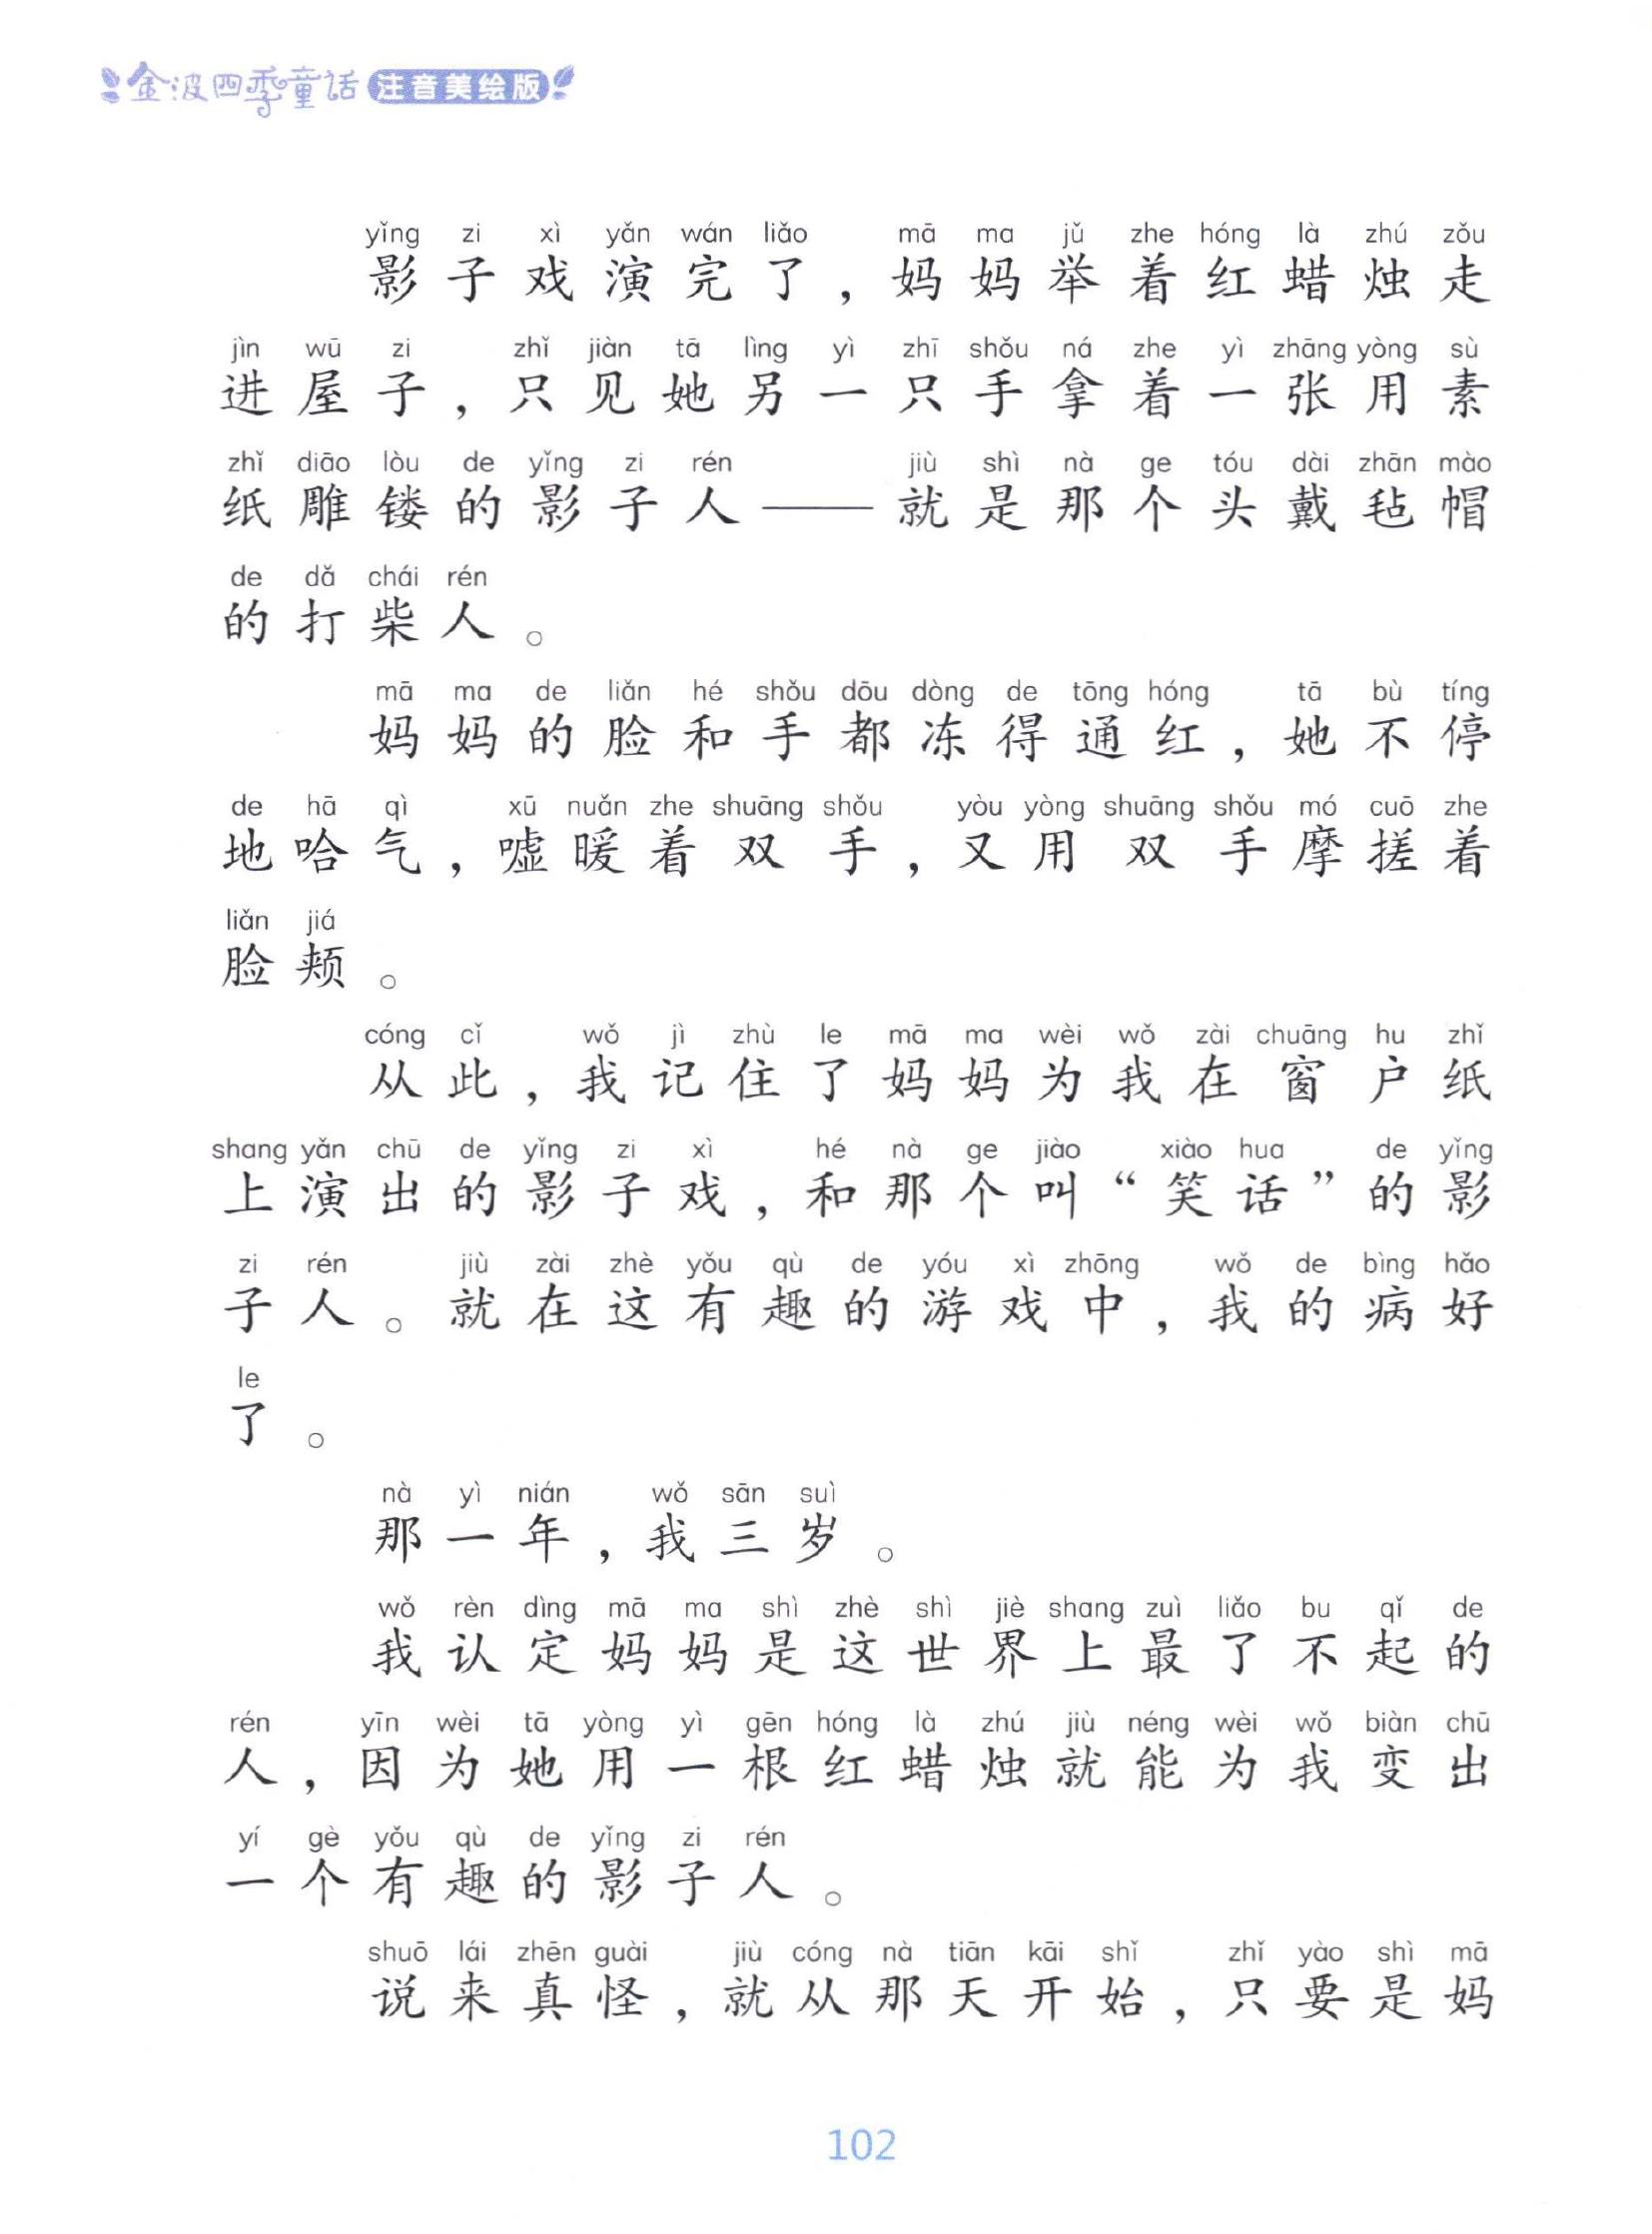 金波四季童话 注音美绘版
yǐng zi xì yǎn wán liǎo mā ma jǔ zhe hóng là zhú zǒu
影子戏演完了，妈妈举着红蜡烛走
jìn wū zi zhǐ jiàn tā lìng yì zhī shǒu ná zhe yì zhāng yòng sù
进屋子，只见她另一只手拿着一张用素
zhǐ diāo lòu de yǐng zi rén jiù shì nà ge tóu dài zhān mào
纸雕镂的影子人——就是那个头戴毡帽
de dǎ chái rén
的打柴人。
mā ma de liǎn hé shǒu dōu dòng de tōng hóng tā bù tíng
妈妈的脸和手都冻得通红，她不停
de hā qì xū nuǎn zhe shuāng shǒu yòu yòng shuāng shǒu mó cuō zhe
地哈气，嘘暖着双手，又用双手摩搓着
liǎn jiá
脸颊。
cóng cǐ wǒ jì zhù le mā ma wèi wǒ zài chuāng hu zhǐ
从此，我记住了妈妈为我在窗户纸
shang yǎn chū de yǐng zi xì hé nà ge jiào xiào hua de yǐng
上演出的影子戏，和那个叫“笑话”的影
zi rén jiù zài zhè yǒu qù de yóu xì zhōng wǒ de bìng hǎo
子人。就在这有趣的游戏中，我的病好
le
了。
nà yì nián wǒ sān suì
那一年，我三岁。
wǒ rèn dìng mā ma shì zhè shì jiè shang zuì liǎo bu qǐ de
我认定妈妈是这世界上最了不起的
rén yīn wèi tā yòng yì gēn hóng là zhú jiù néng wèi wǒ biàn chū
人，因为她用一根红蜡烛就能为我变出
yí gè yǒu qù de yǐng zi rén
一个有趣的影子人。
shuō lái zhēn guài jiù cóng nà tiān kāi shǐ zhǐ yào shì mā
说来真怪，就从那天开始，只要是妈
102